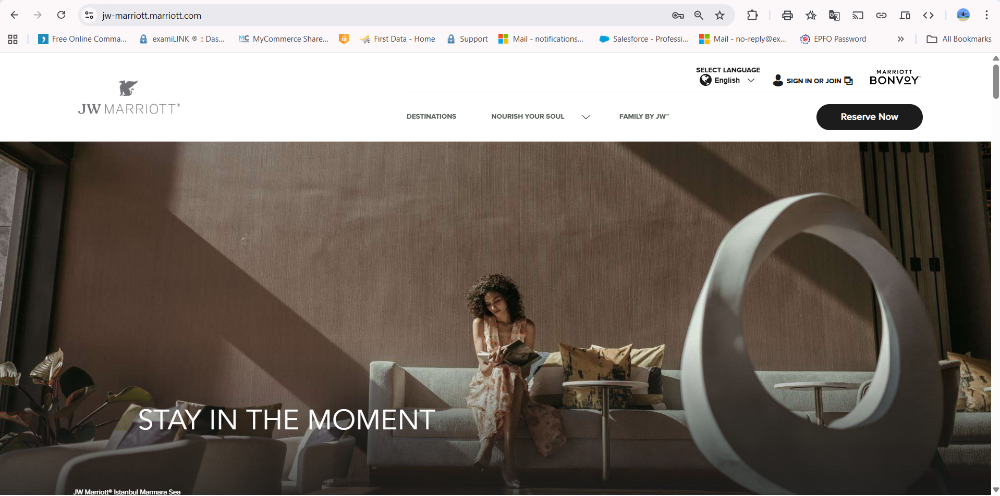 jw-marriott.marriott.com
Free Online Comma...
examiLINK ® :: Das...
MC MyCommerce Share...
First Data - Home
Support
Mail - notifications...
Salesforce - Professi...
Mail - no-reply@ex...
EPFO Password
»
All Bookmarks
SELECT LANGUAGE
English
SIGN IN OR JOIN
MARRIOTT
BONVOY™
JW MARRIOTT®
DESTINATIONS
NOURISH YOUR SOUL
FAMILY BY JW™
Reserve Now
STAY IN THE MOMENT
JW Marriott® Istanbul Marmara Sea